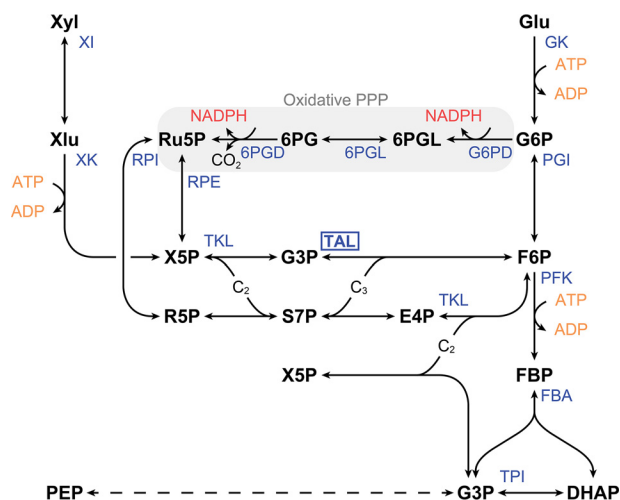 Xyl Glu
XI GK
ATP
ADP
Oxidative PPP
NADPH NADPH
Xlu Ru5P 6PG 6PGL G6P
XK RPI CO2 6PGD 6PGL G6PD PGI
ATP RPE
ADP
TKL TAL
X5P G3P F6P
C2 C3 TKL PFK
ATP
R5P S7P E4P
ADP
C2
X5P FBP
FBA
TPI
PEP G3P DHAP